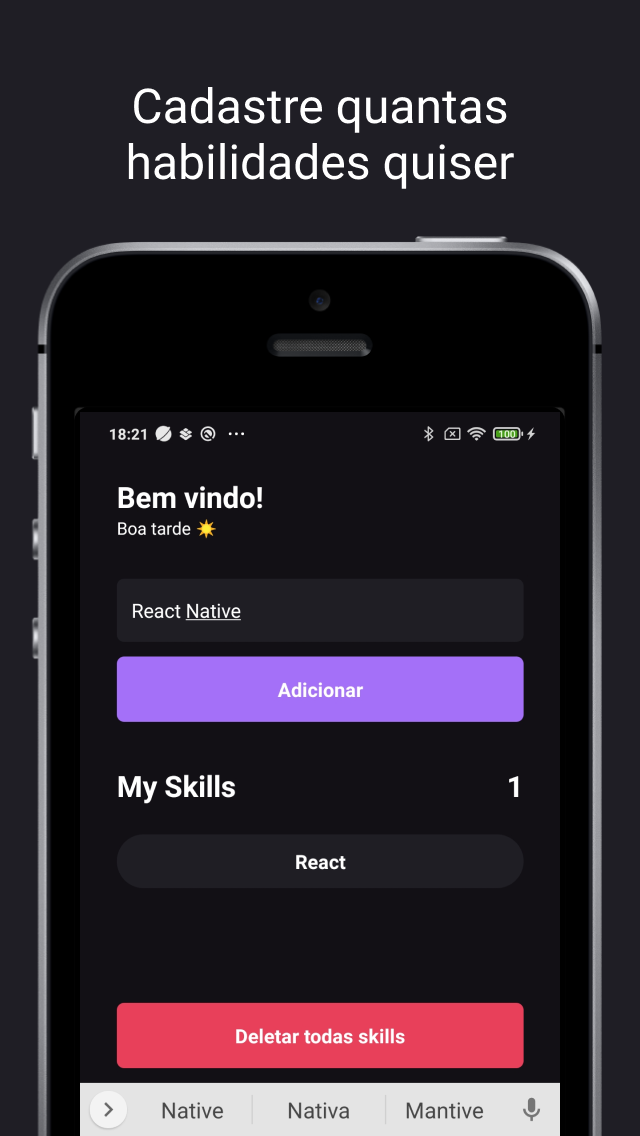 Cadastre quantas
habilidades quiser
18:21
100
Bem vindo!
Boa tarde
React Native
Adicionar
My Skills 1
React
Deletar todas skills
Native Nativa Mantive